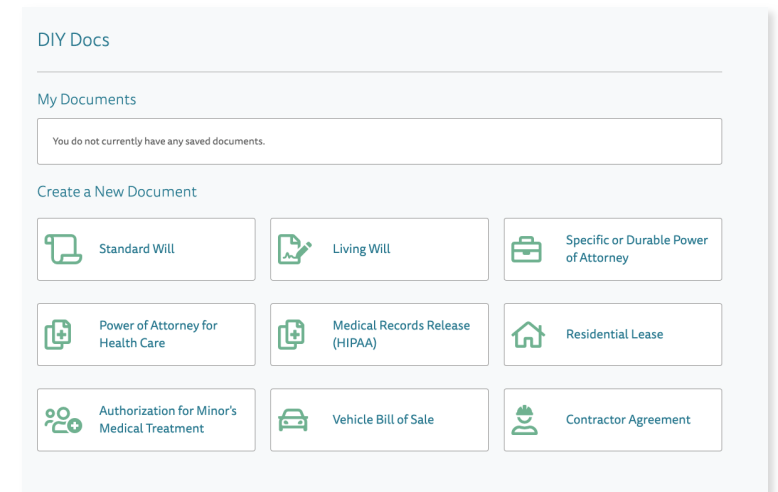 DIY Docs
My Documents
You do not currently have any saved documents.
Create a New Document
Standard Will
Living Will
Specific or Durable Power
of Attorney
Power of Attorney for
Health Care
Medical Records Release
(HIPAA)
Residential Lease
Authorization for Minor's
Medical Treatment
Vehicle Bill of Sale
Contractor Agreement